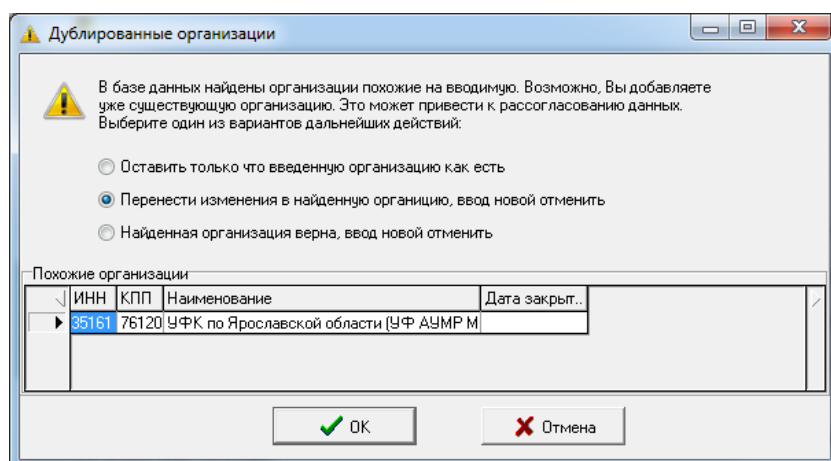 Дублированные организации
В базе данных найдены организации похожие на вводимую. Возможно, Вы добавляете
уже существующую организацию. Это может привести к рассогласованию данных.
Выберите один из вариантов дальнейших действий:
Оставить только что введенную организацию как есть
Перенести изменения в найденную органицию, ввод новой отменить
Найденная организация верна, ввод новой отменить
Похожие организации
ИНН КПП Наименование Дата закрыт..
35161 76120 УФК по Ярославской области (УФ АУМР М
OK Отмена